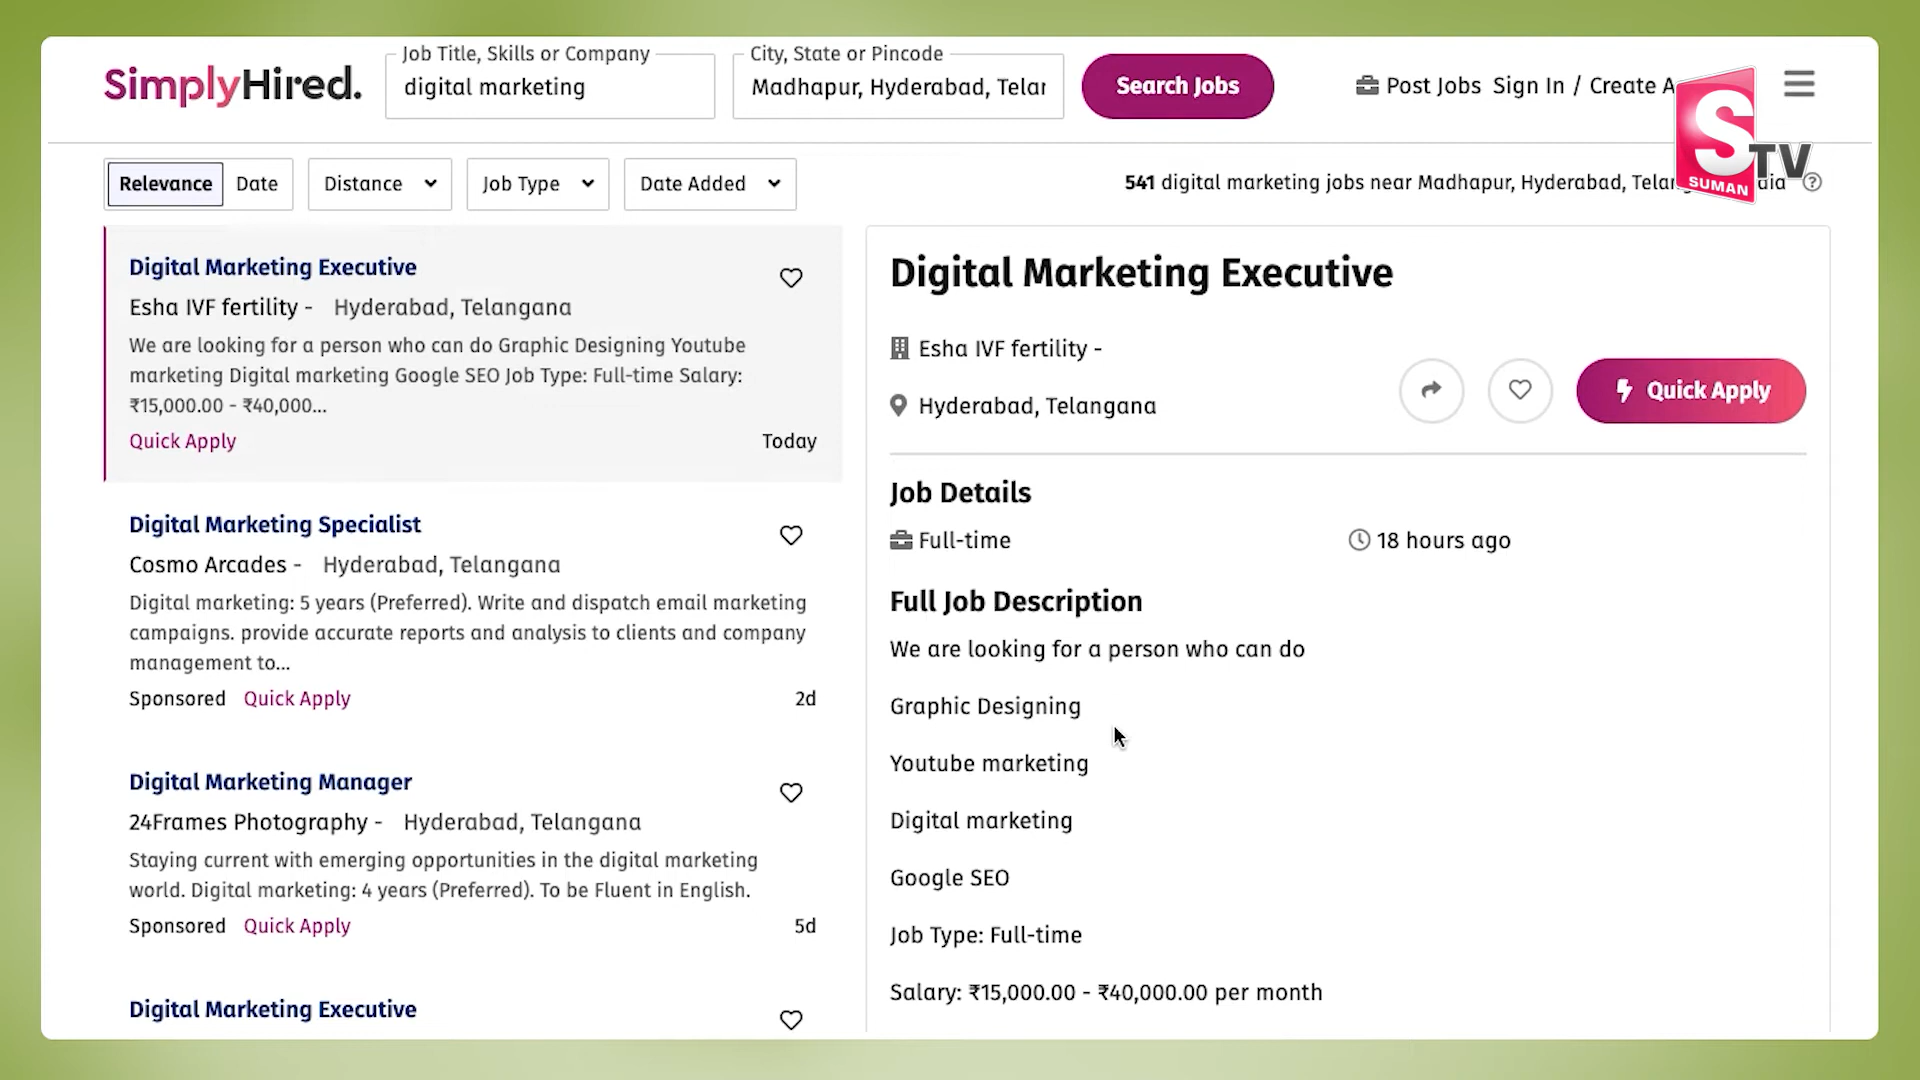 SimplyHired.
Job Title, Skills or Company
digital marketing
City, State or Pincode
Madhapur, Hyderabad, Telar
Search Jobs
Post Jobs Sign In / Create A
S
SUMAN
TV
Relevance Date Distance Job Type Date Added
541 digital marketing jobs near Madhapur, Hyderabad,
Digital Marketing Executive
Esha IVF fertility - Hyderabad, Telangana
We are looking for a person who can do Graphic Designing Youtube
marketing Digital marketing Google SEO Job Type: Full-time Salary:
₹15,000.00 - ₹40,000...
Quick Apply Today
Digital Marketing Specialist
Cosmo Arcades - Hyderabad, Telangana
Digital marketing: 5 years (Preferred). Write and dispatch email marketing
campaigns. provide accurate reports and analysis to clients and company
management to...
Sponsored Quick Apply 2d
Digital Marketing Manager
24Frames Photography - Hyderabad, Telangana
Staying current with emerging opportunities in the digital marketing
world. Digital marketing: 4 years (Preferred). To be Fluent in English.
Sponsored Quick Apply 5d
Digital Marketing Executive
Digital Marketing Executive
Esha IVF fertility -
Hyderabad, Telangana
Quick Apply
Job Details
Full-time 18 hours ago
Full Job Description
We are looking for a person who can do
Graphic Designing
Youtube marketing
Digital marketing
Google SEO
Job Type: Full-time
Salary: ₹15,000.00 - ₹40,000.00 per month